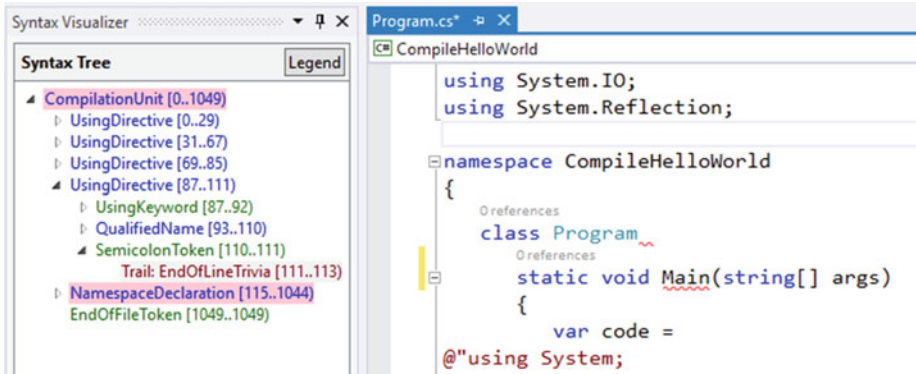 Syntax Visualizer
Syntax Tree
Legend
CompilationUnit [0..1049)
UsingDirective [0..29)
UsingDirective [31..67)
UsingDirective [69..85)
UsingDirective [87..111)
UsingKeyword [87..92)
QualifiedName [93..110)
SemicolonToken [110..111)
Trail: EndOfLineTrivia [111..113)
NamespaceDeclaration [115..1044)
EndOfFileToken [1049..1049)
Program.cs*
C# CompileHelloWorld
using System.IO;
using System.Reflection;
namespace CompileHelloWorld
{
0 references
class Program
0 references
static void Main(string[] args)
{
var code =
@"using System;